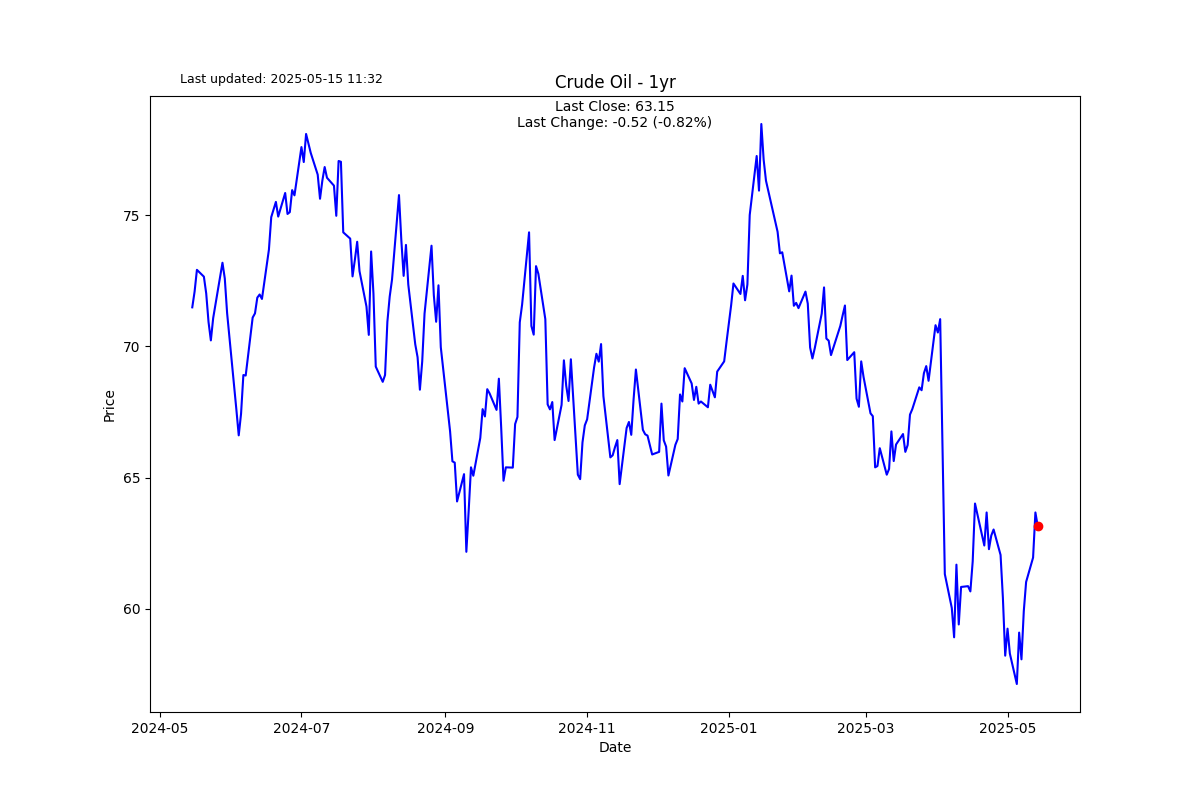 Last updated: 2025-05-15 11:32
Crude Oil - 1yr
Last Close: 63.15
Last Change: -0.52 (-0.82%)
75
70
65
60
Price
2024-05
2024-07
2024-09
2024-11
2025-01
2025-03
2025-05
Date